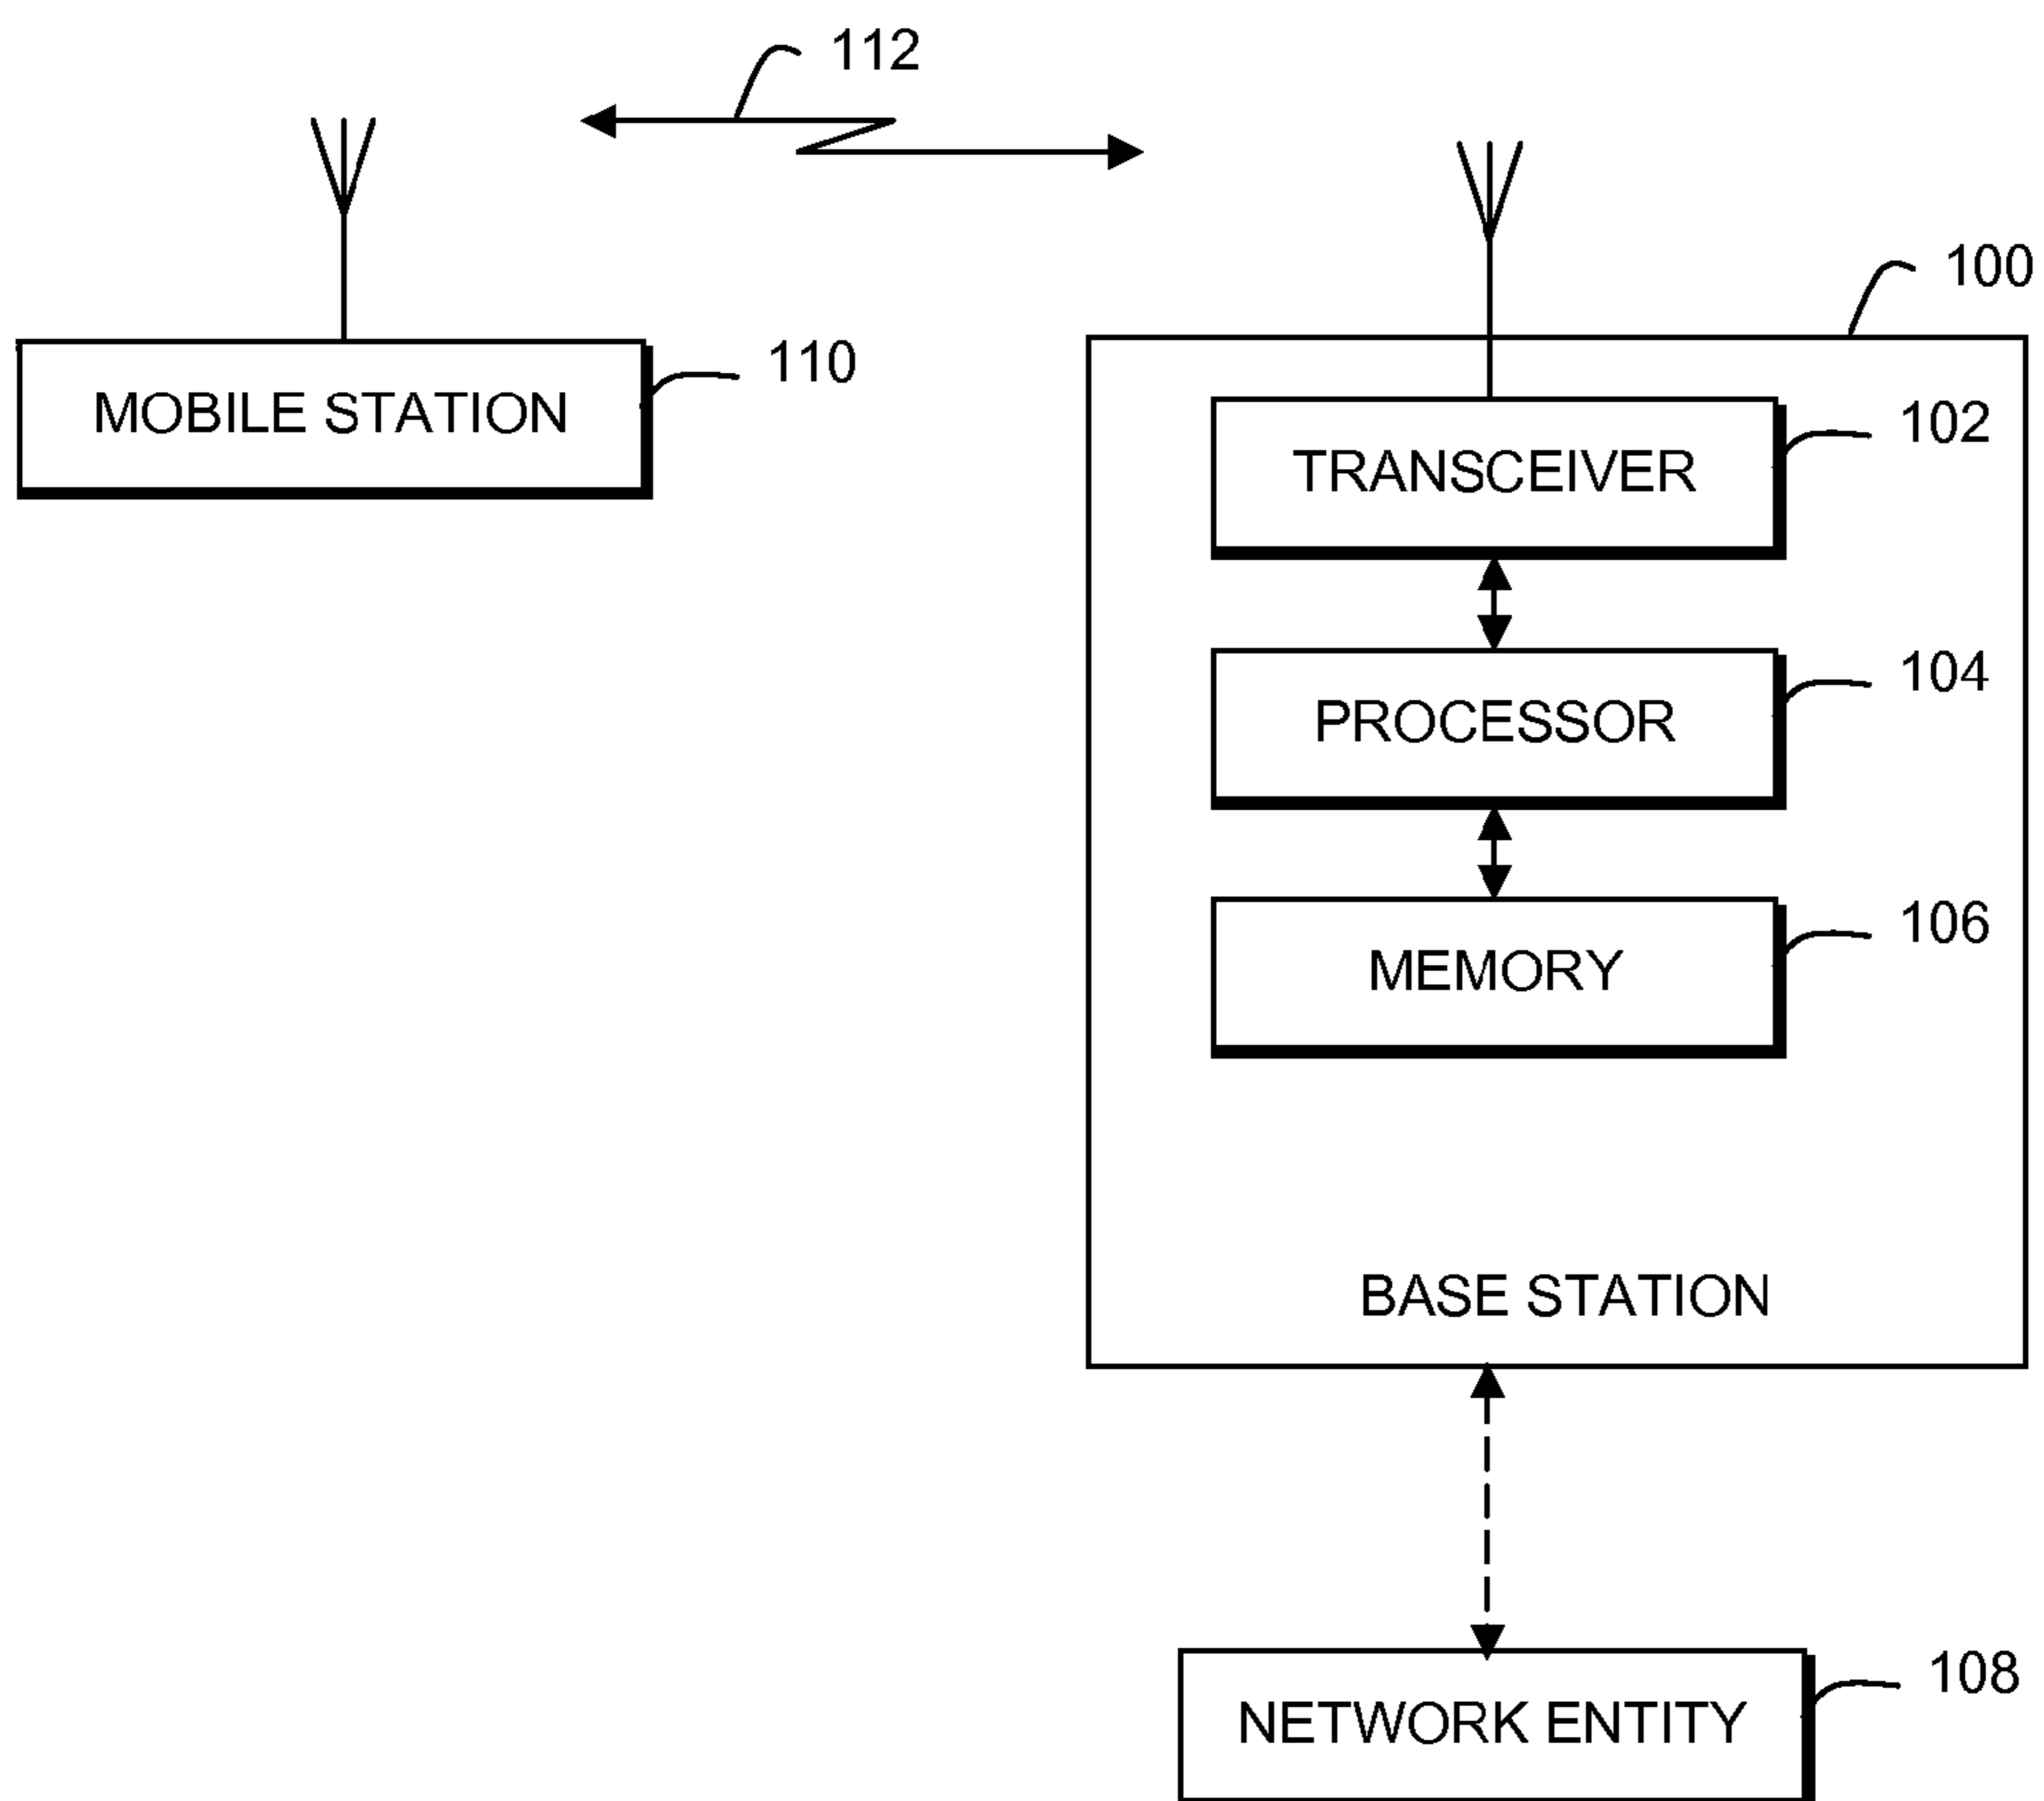 112
100
110
MOBILE STATION
102
TRANSCEIVER
104
PROCESSOR
106
MEMORY
BASE STATION
108
NETWORK ENTITY